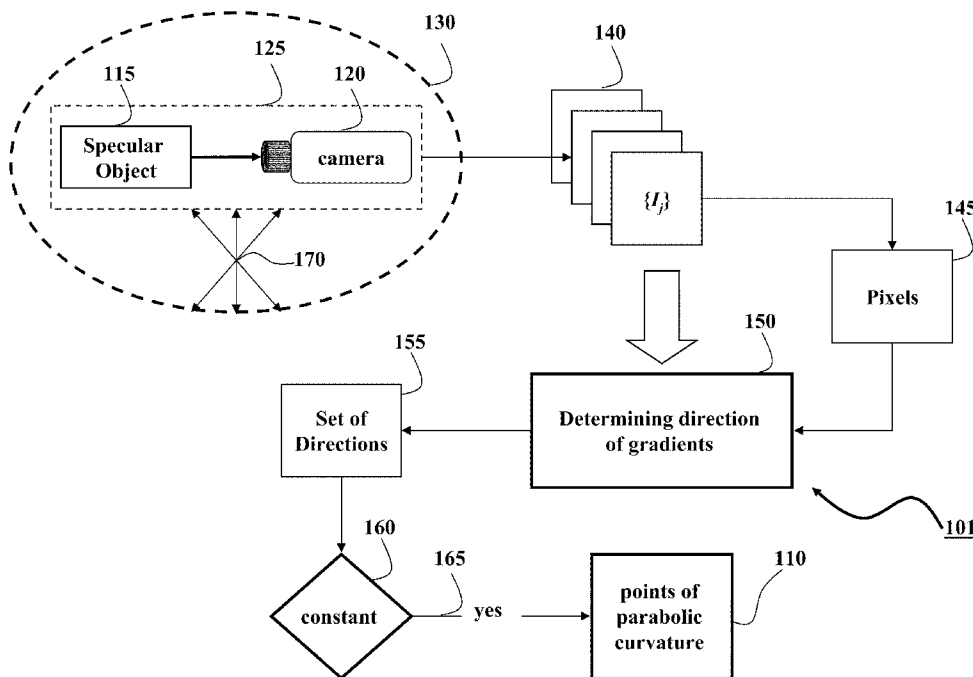 130
140
125
115
120
Specular
Object
camera
{I_j}
170
145
Pixels
150
155
Set of
Directions
Determining direction
of gradients
101
160
165
110
constant
yes
points of
parabolic
curvature